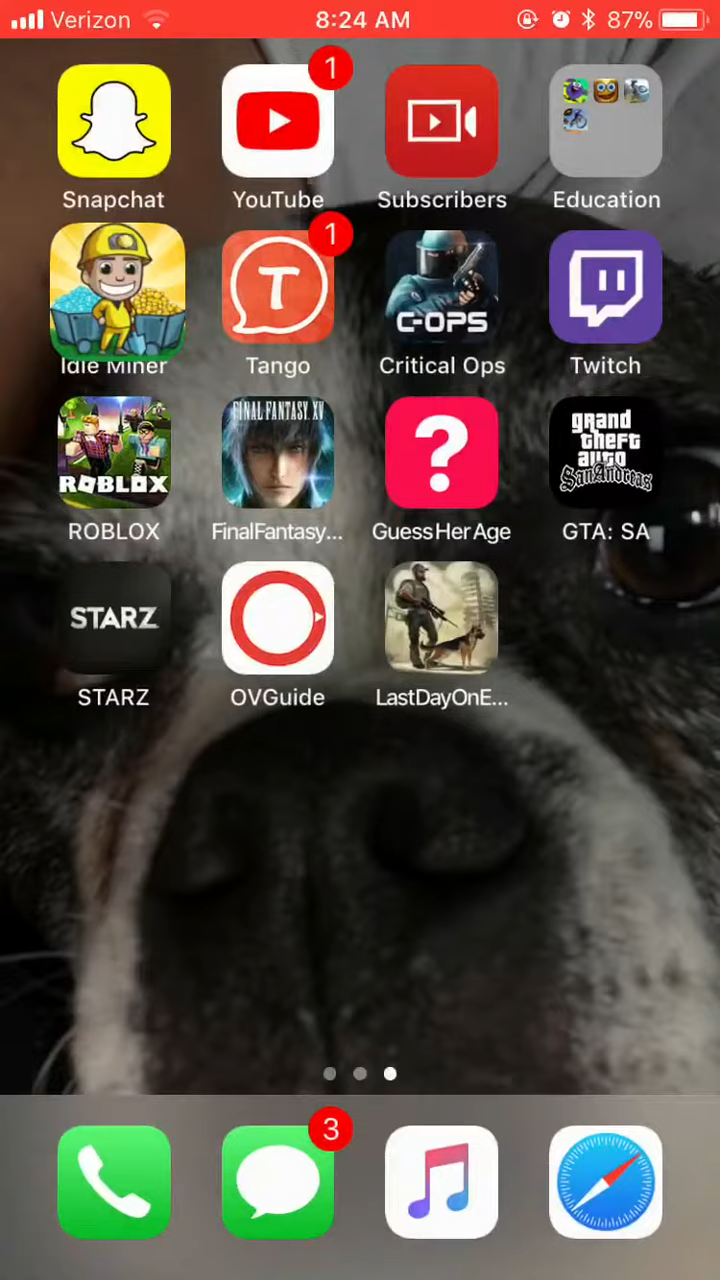 Verizon 8:24 AM 87%
1
Snapchat YouTube Subscribers Education
1
T
C-OPS
Idle Miner Tango Critical Ops Twitch
ROBLOX
FINAL FANTASY XV
?
grand
theft
auto
San Andreas
ROBLOX FinalFantasy... GuessHerAge GTA: SA
STARZ
STARZ OVGuide LastDayOnE...
3